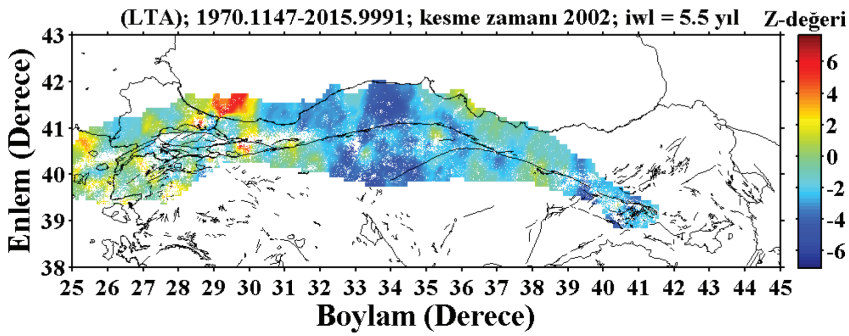 (LTA); 1970.1147-2015.9991; kesme zamanı 2002; iwl = 5.5 yıl
Z-değeri
43
42
41
40
39
38
Enlem (Derece)
25 26 27 28 29 30 31 32 33 34 35 36 37 38 39 40 41 42 43 44 45
Boylam (Derece)
6
4
2
0
-2
-4
-6